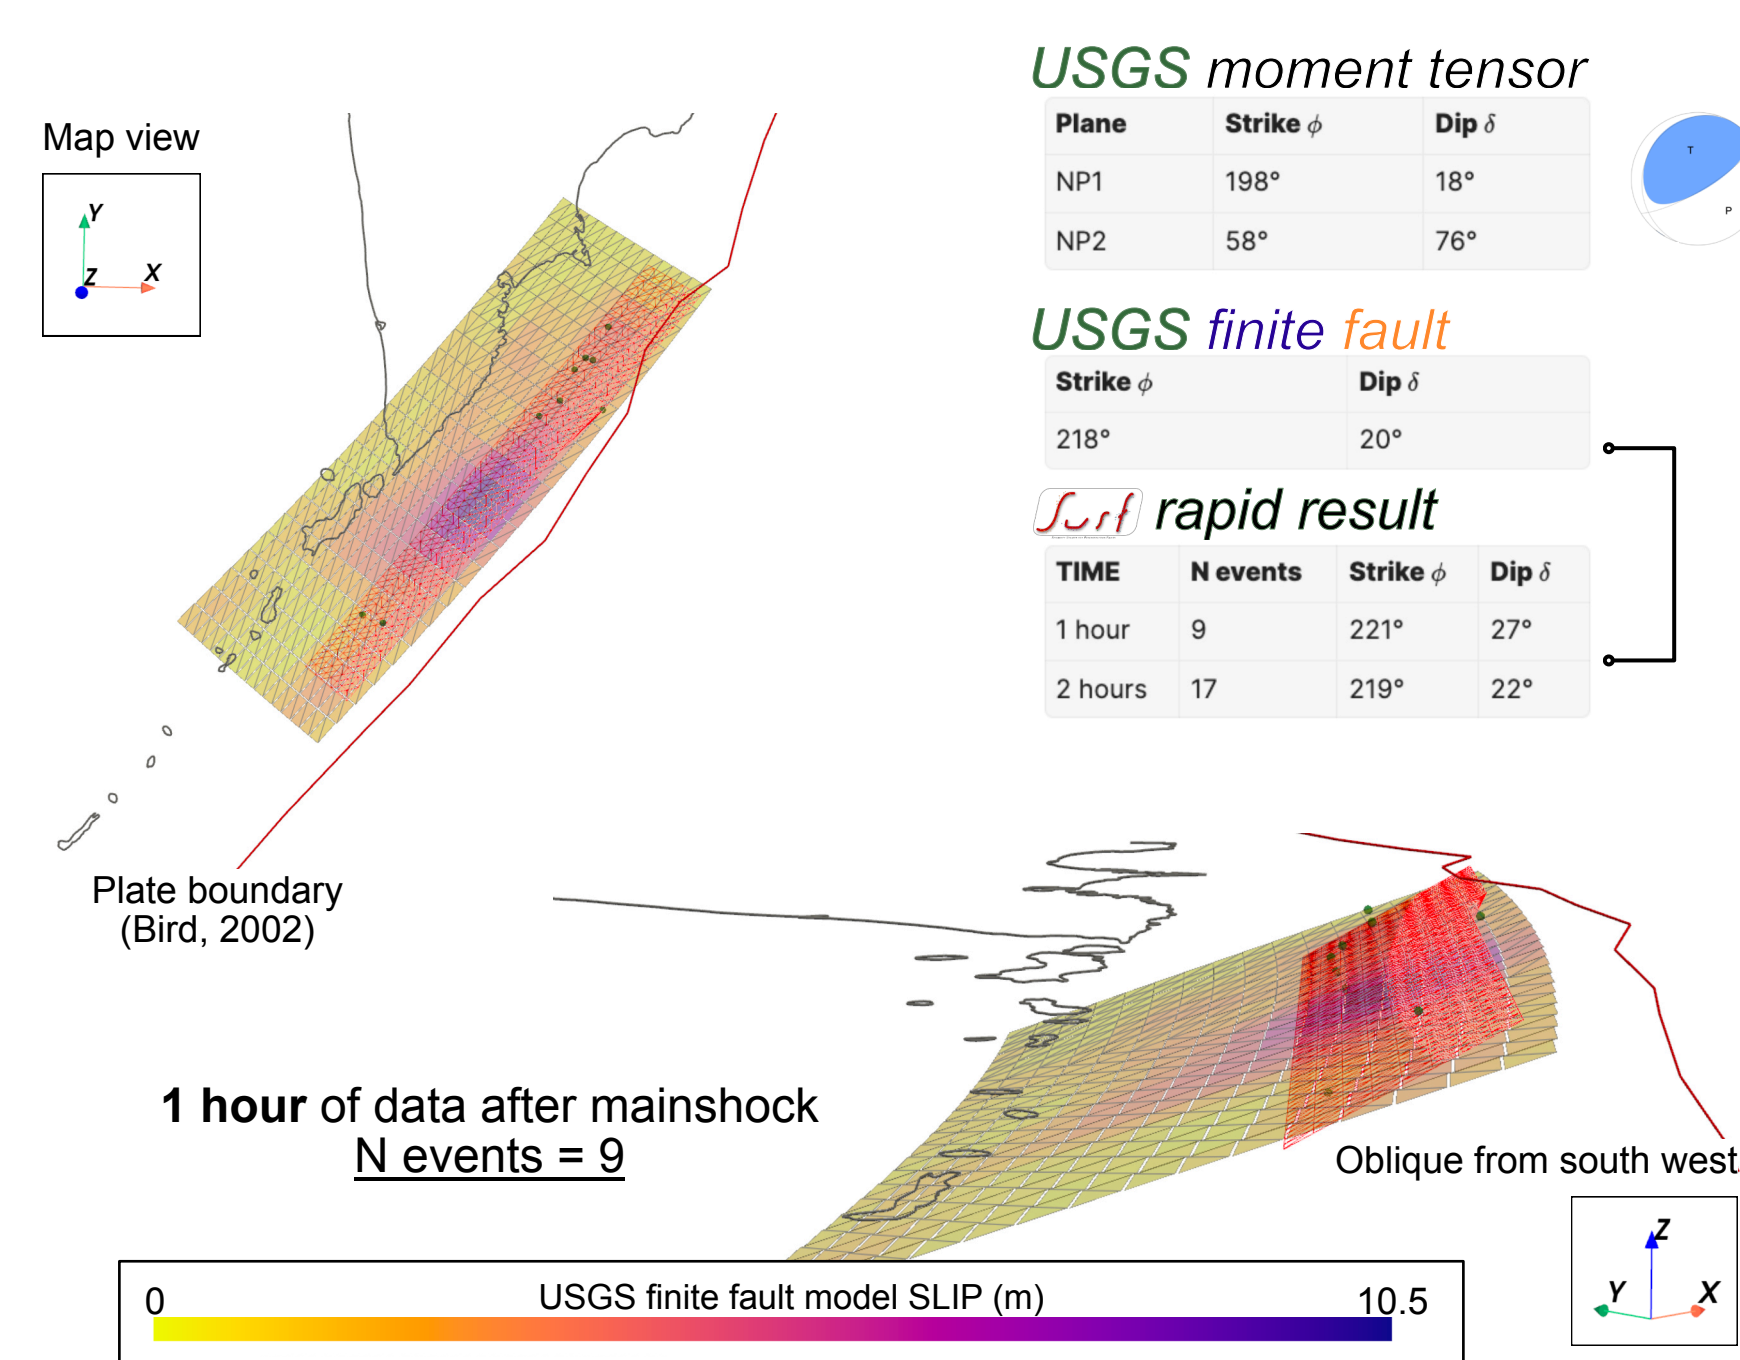 USGS moment tensor
Map view
Plane Strike ϕ Dip δ
NP1 198° 18°
NP2 58° 76°
T
P
Y
Z X
USGS finite fault
Strike ϕ Dip δ
218° 20°
Surf rapid result
TIME N events Strike ϕ Dip δ
1 hour 9 221° 27°
2 hours 17 219° 22°
Plate boundary
(Bird, 2002)
1 hour of data after mainshock
N events = 9
Oblique from south west
Z
Y X
0 USGS finite fault model SLIP (m) 10.5